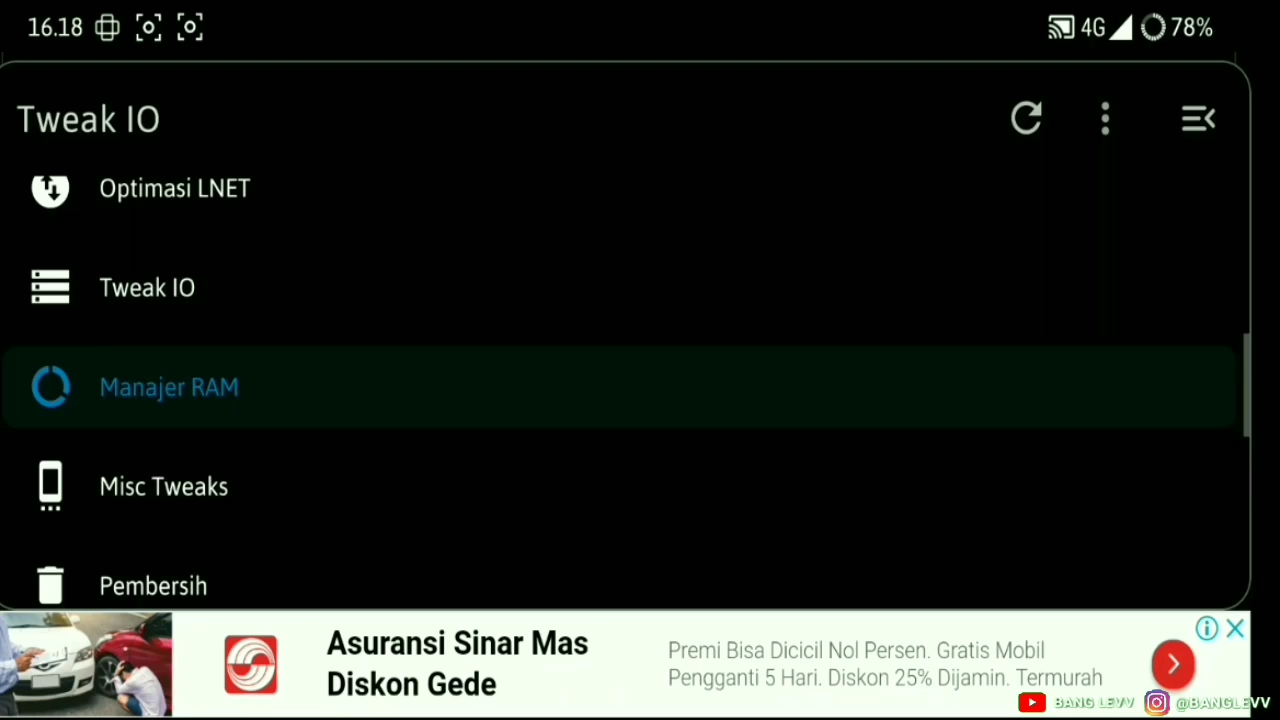 16.18
4G
78%
Tweak IO
Optimasi LNET
Tweak IO
Manajer RAM
Misc Tweaks
Pembersih
Asuransi Sinar Mas
Diskon Gede
Premi Bisa Dicicil Nol Persen. Gratis Mobil
Pengganti 5 Hari. Diskon 25% Dijamin. Termurah
BANG LEVV
@BANGLEVV